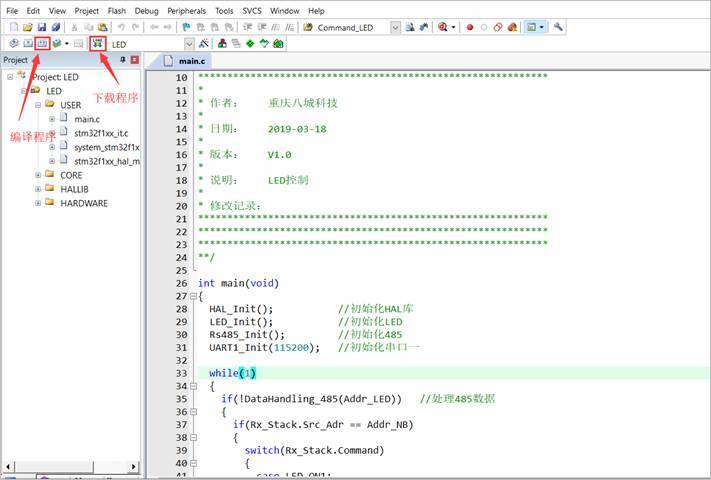 File Edit View Project Flash Debug Peripherals Tools SVCS Window Help
Command_LED
LED
Project
main.c
Project: LED
LED
USER
main.c
stm32f1xx_it.c
system_stm32f1x
stm32f1xx_hal_m
CORE
HALLIB
HARDWARE
编译程序
下载程序
10 ************************************************************
11 *
12 * 作者: 重庆八城科技
13 *
14 * 日期: 2019-03-18
15 *
16 * 版本: V1.0
17 *
18 * 说明: LED控制
19 *
20 * 修改记录:
21 ************************************************************
22 ************************************************************
23 ************************************************************
24 **/
25
26 int main(void)
27 {
28 HAL_Init(); //初始化HAL库
29 LED_Init(); //初始化LED
30 Rs485_Init(); //初始化485
31 UART1_Init(115200); //初始化串口一
32
33 while(1)
34 {
35 if(!DataHandling_485(Addr_LED)) //处理485数据
36 {
37 if(Rx_Stack.Src_Adr == Addr_NB)
38 {
39 switch(Rx_Stack.Command)
40 {
41 case LED_ON1: